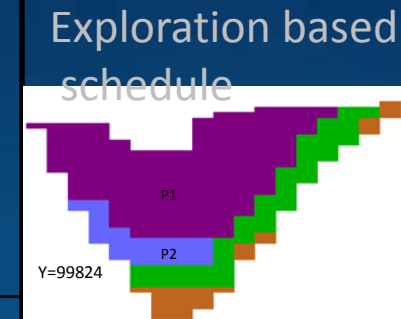 Exploration based
schedule
P1
P2
Y=99824